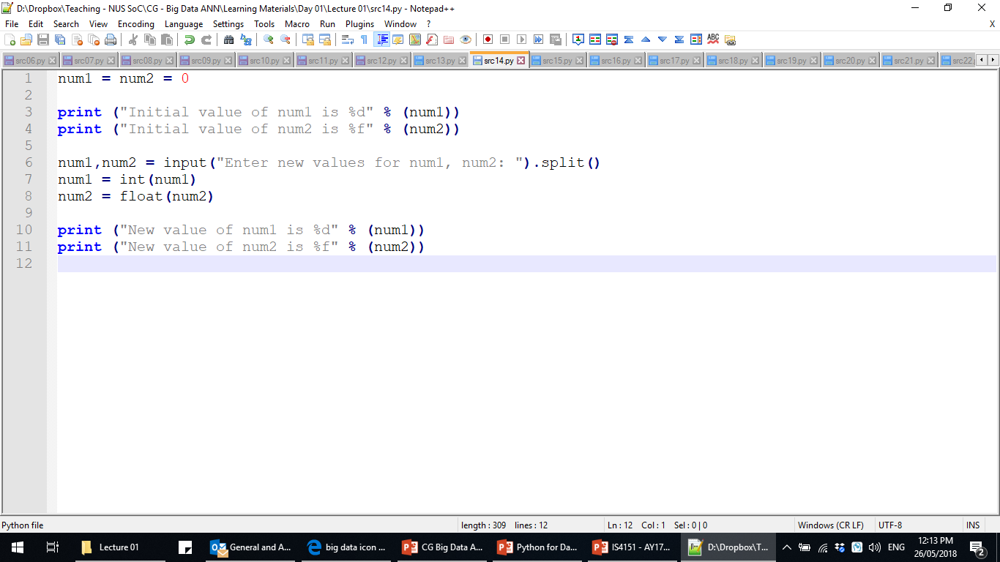 D:\Dropbox\Teaching - NUS SoC\CG - Big Data ANN\Learning Materials\Day 01\Lecture 01\src14.py - Notepad++
File Edit Search View Encoding Language Settings Tools Macro Run Plugins Window ? X
src06.py src07.py src08.py src09.py src10.py src11.py src12.py src13.py src14.py src15.py src16.py src17.py src18.py src19.py src20.py src21.py src22.
1 num1 = num2 = 0
2
3 print ("Initial value of num1 is %d" % (num1))
4 print ("Initial value of num2 is %f" % (num2))
5
6 num1,num2 = input("Enter new values for num1, num2: ").split()
7 num1 = int(num1)
8 num2 = float(num2)
9
10 print ("New value of num1 is %d" % (num1))
11 print ("New value of num2 is %f" % (num2))
12
Python file length : 309 lines : 12 Ln : 12 Col : 1 Sel : 0 | 0 Windows (CR LF) UTF-8 INS
Lecture 01 General and A... big data icon ... CG Big Data A... Python for Da... IS4151 - AY17... D:\Dropbox\T... ENG 12:13 PM
26/05/2018 2